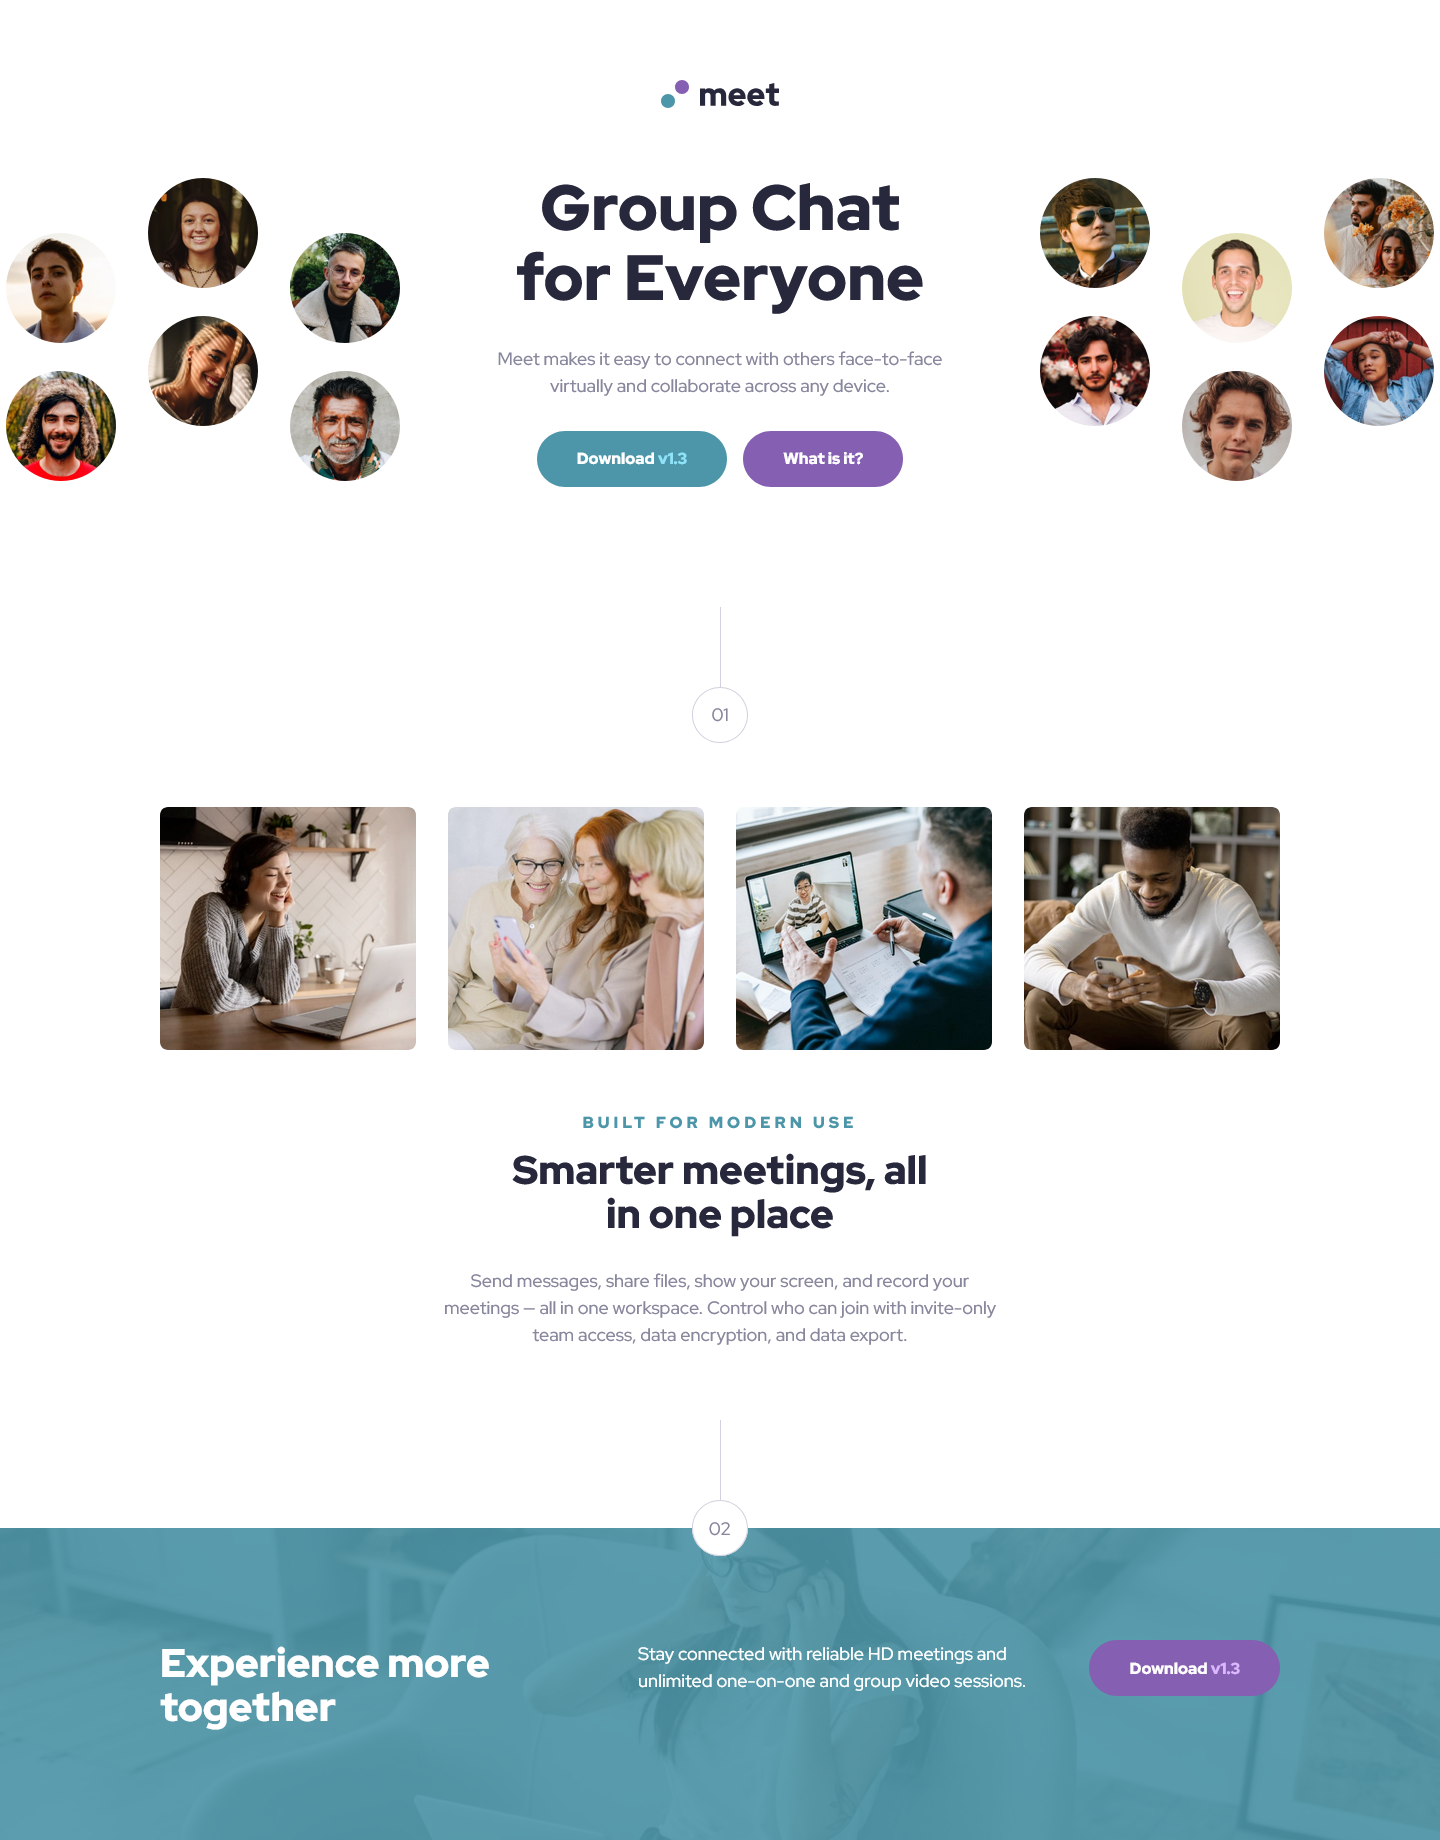 meet
Group Chat
for Everyone
Meet makes it easy to connect with others face-to-face
virtually and collaborate across any device.
Download v1.3
What is it?
01
BUILT FOR MODERN USE
Smarter meetings, all
in one place
Send messages, share files, show your screen, and record your
meetings — all in one workspace. Control who can join with invite-only
team access, data encryption, and data export.
02
Experience more
together
Stay connected with reliable HD meetings and
unlimited one-on-one and group video sessions.
Download v1.3